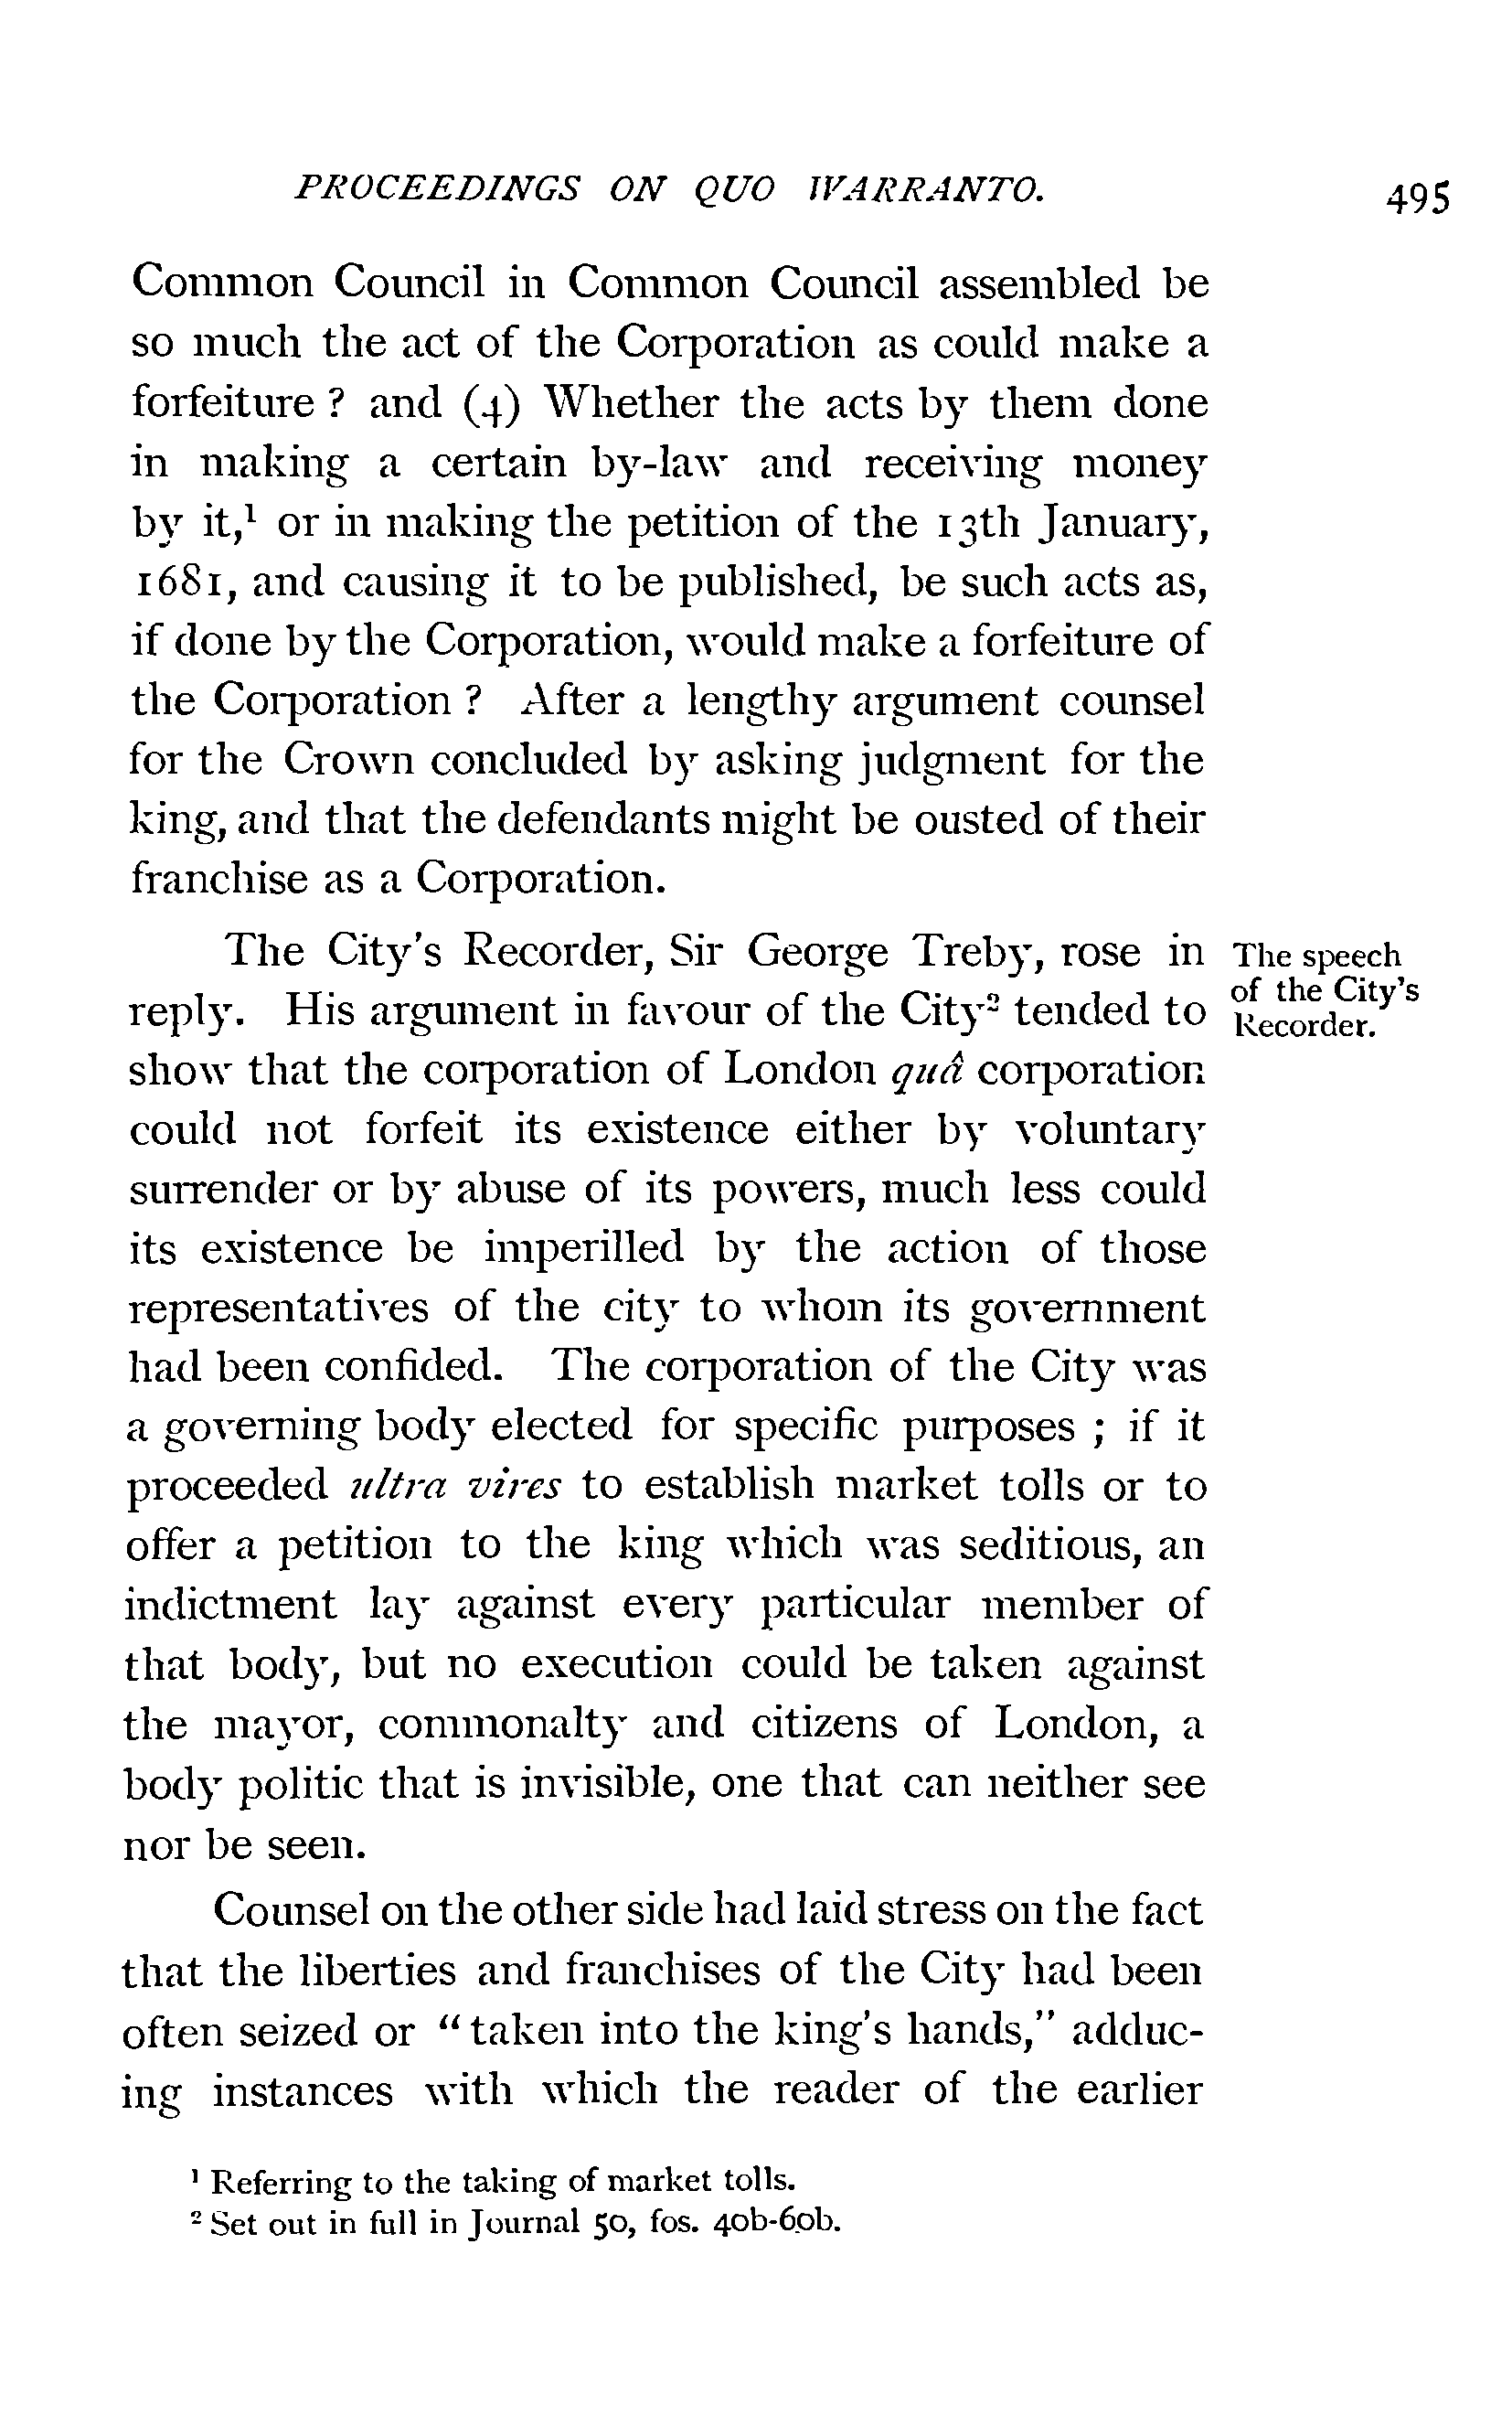 PROCEEDINGS ON QUO WARRANTO. 495
Common Council in Common Council assembled be
so much the act of the Corporation as could make a
forfeiture ? and (4) Whether the acts by them done
in making a certain by-law and receiving money
by it,¹ or in making the petition of the 13th January,
1681, and causing it to be published, be such acts as,
if done by the Corporation, would make a forfeiture of
the Corporation ? After a lengthy argument counsel
for the Crown concluded by asking judgment for the
king, and that the defendants might be ousted of their
franchise as a Corporation.
The City's Recorder, Sir George Treby, rose in
reply. His argument in favour of the City² tended to
show that the corporation of London quâ corporation
could not forfeit its existence either by voluntary
surrender or by abuse of its powers, much less could
its existence be imperilled by the action of those
representatives of the city to whom its government
had been confided. The corporation of the City was
a governing body elected for specific purposes ; if it
proceeded ultra vires to establish market tolls or to
offer a petition to the king which was seditious, an
indictment lay against every particular member of
that body, but no execution could be taken against
the mayor, commonalty and citizens of London, a
body politic that is invisible, one that can neither see
nor be seen.
The speech
of the City's
Recorder.
Counsel on the other side had laid stress on the fact
that the liberties and franchises of the City had been
often seized or "taken into the king's hands," adduc-
ing instances with which the reader of the earlier
¹ Referring to the taking of market tolls.
² Set out in full in Journal 50, fos. 40b-60b.